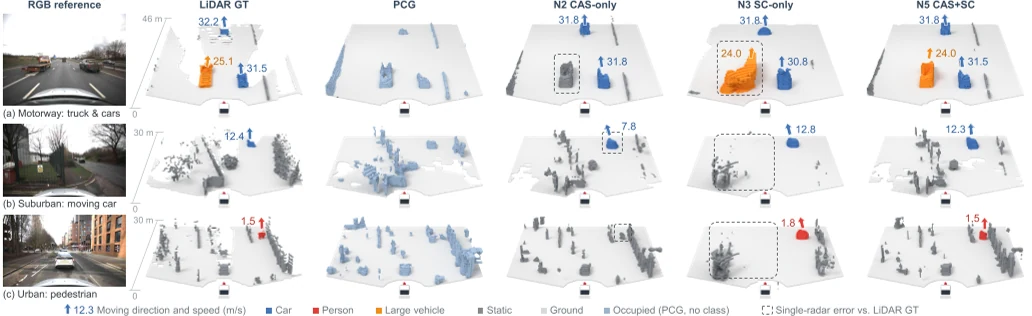 RGB reference LiDAR GT PCG N2 CAS-only N3 SC-only N5 CAS+SC
46 m 32.2 31.8 31.8 31.8
25.1 31.5 31.8 24.0 30.8 24.0 31.5
0
(a) Motorway: truck & cars
30 m 12.4 7.8 12.8 12.3
0
(b) Suburban: moving car
30 m 1.5 1.8 1.5
0
(c) Urban: pedestrian
12.3 Moving direction and speed (m/s) Car Person Large vehicle Static Ground Occupied (PCG, no class) Single-radar error vs. LiDAR GT